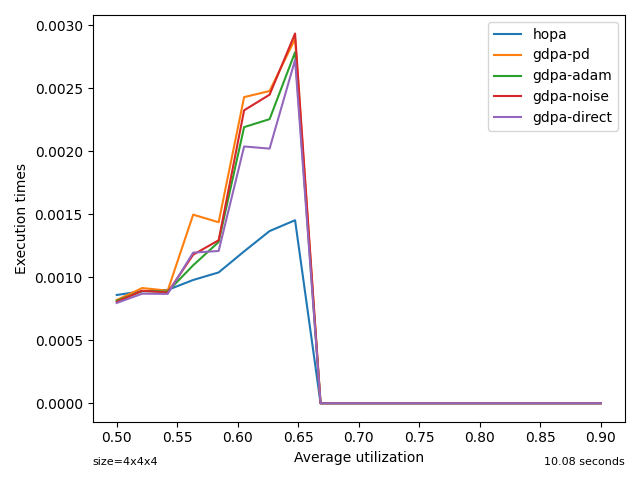 0.0030
0.0025
0.0020
0.0015
0.0010
0.0005
0.0000
Execution times
hopa
gdpa-pd
gdpa-adam
gdpa-noise
gdpa-direct
0.50 0.55 0.60 0.65 0.70 0.75 0.80 0.85 0.90
Average utilization
size=4x4x4
10.08 seconds